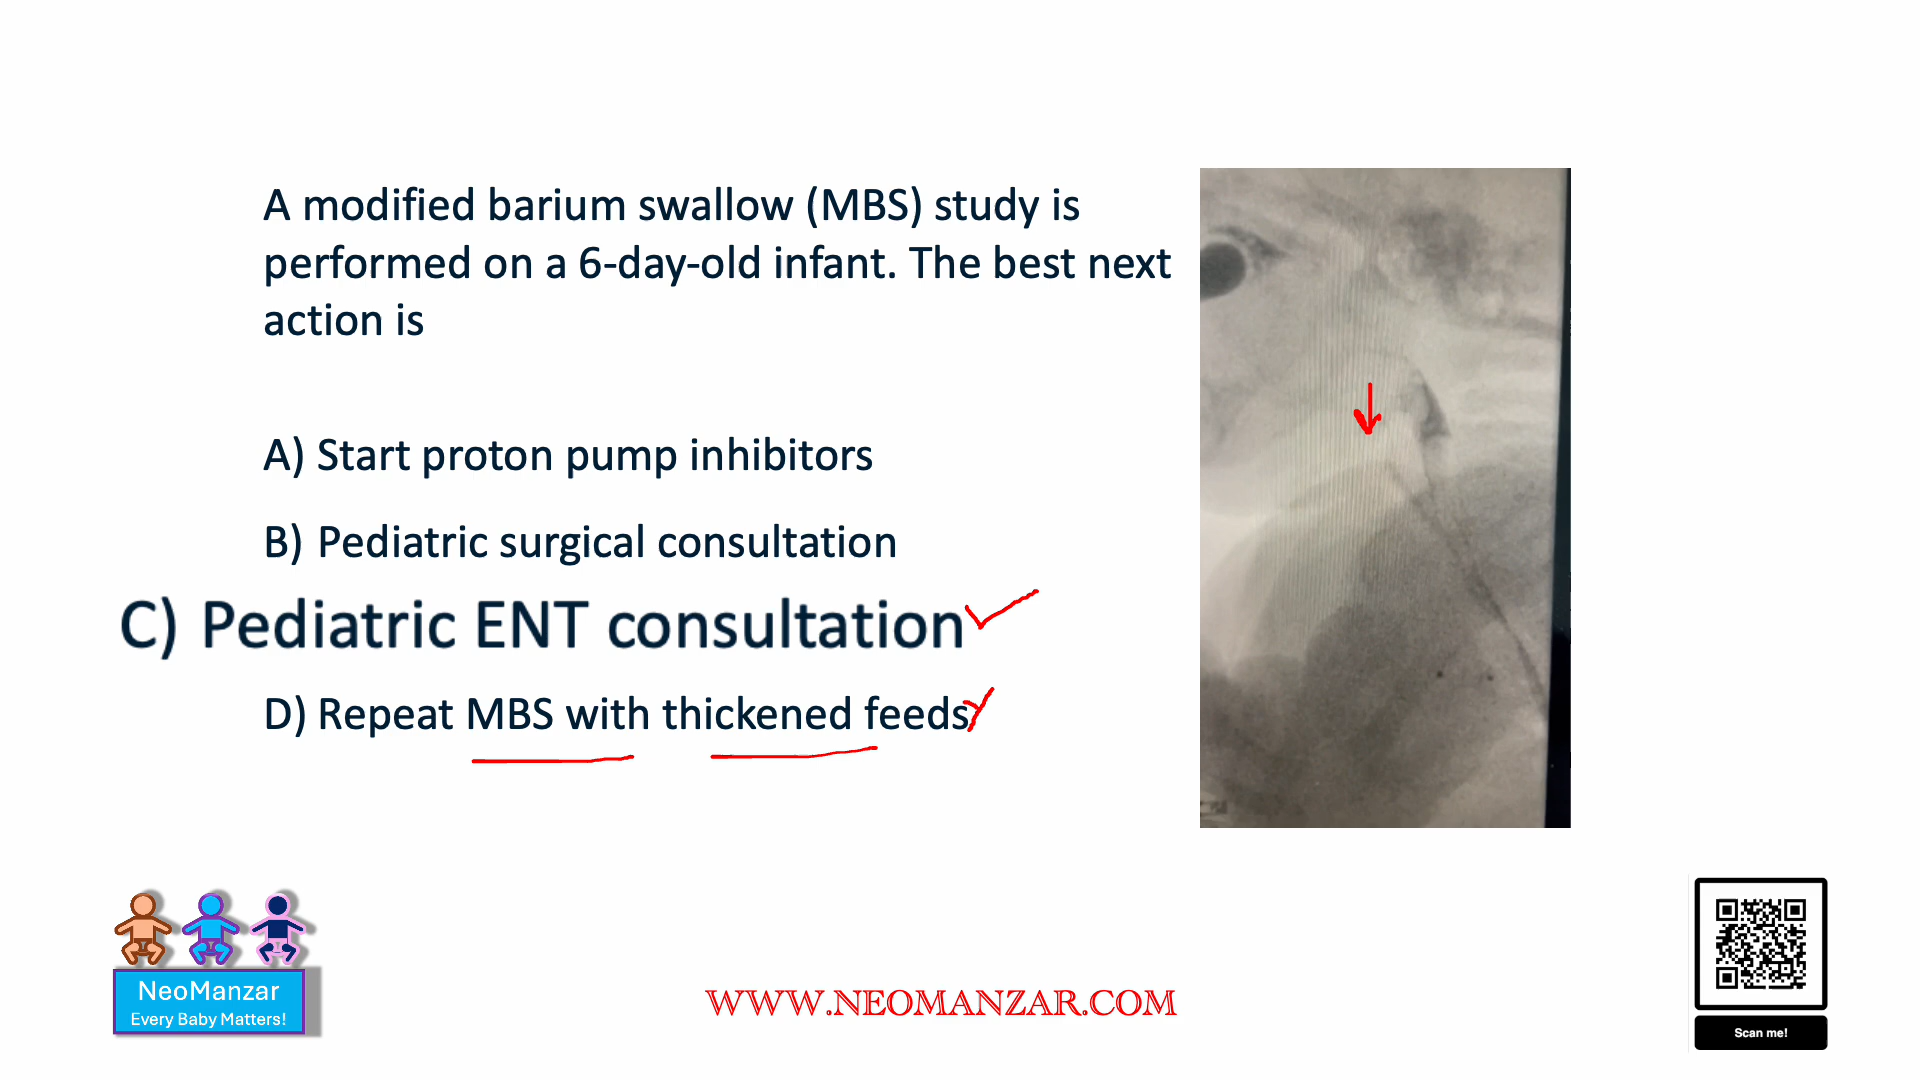 A modified barium swallow (MBS) study is
performed on a 6-day-old infant. The best next
action is
A) Start proton pump inhibitors
B) Pediatric surgical consultation
C) Pediatric ENT consultation
D) Repeat MBS with thickened feeds
NeoManzar
Every Baby Matters!
WWW.NEOMANZAR.COM
Scan me!